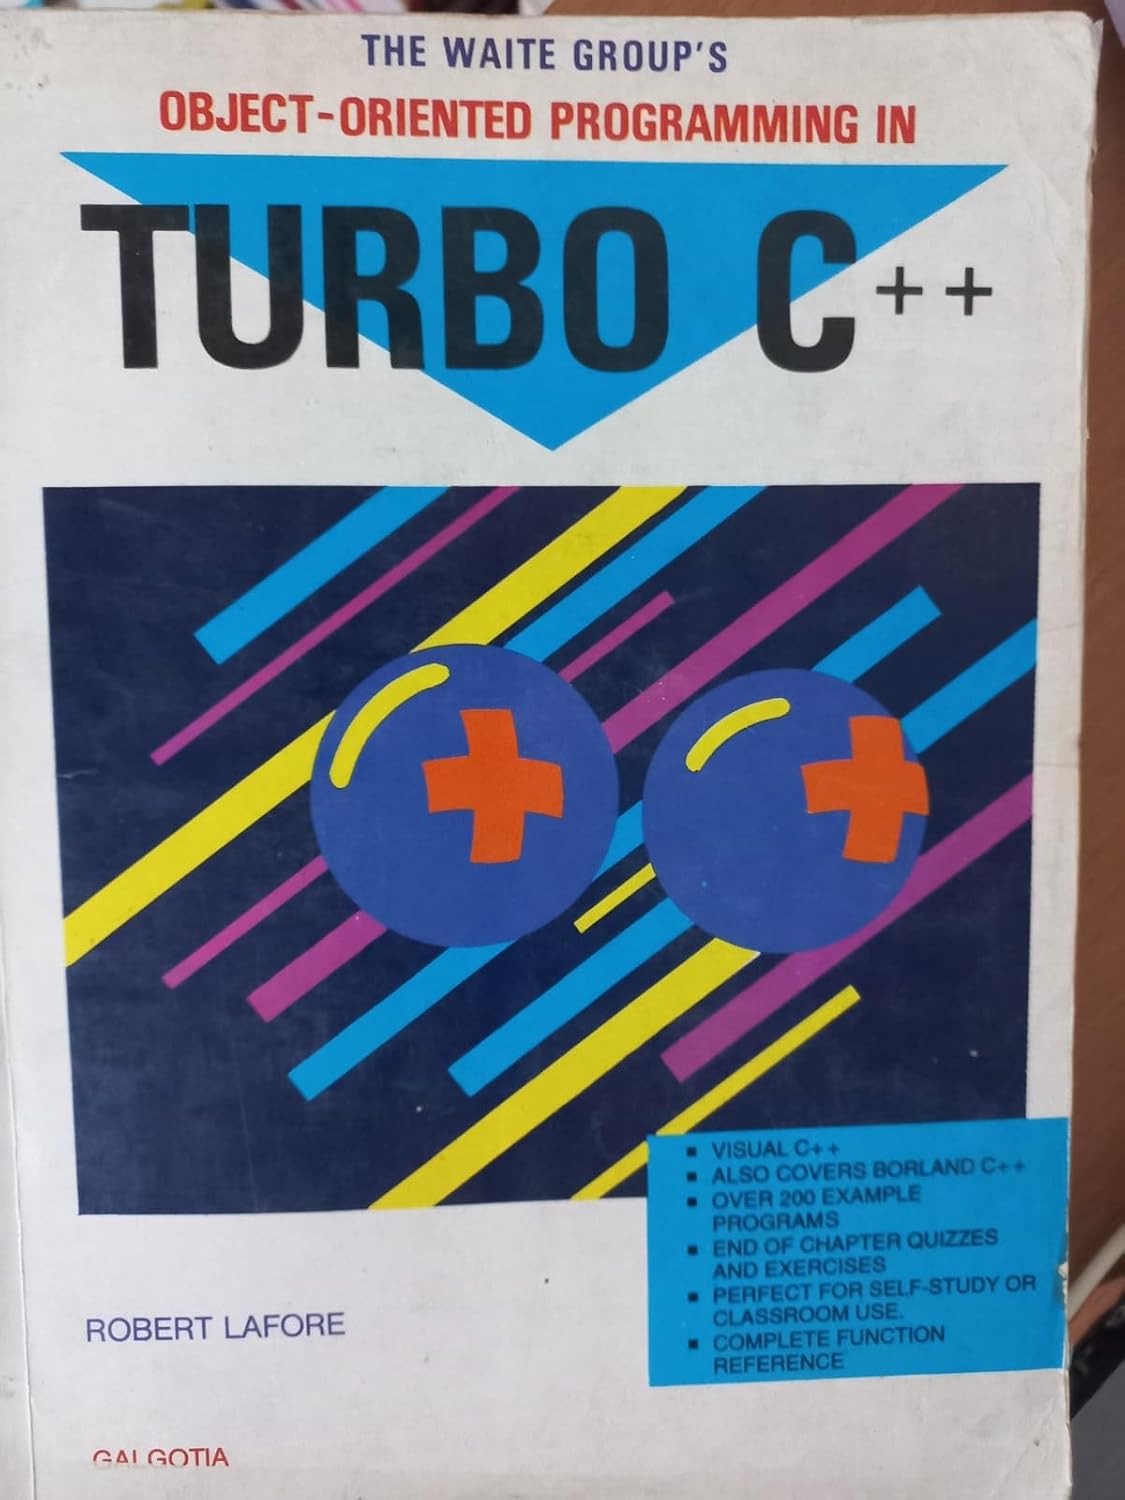 THE WAITE GROUP'S
OBJECT-ORIENTED PROGRAMMING IN
TURBO C++
■ VISUAL C++
■ ALSO COVERS BORLAND C++
■ OVER 200 EXAMPLE
PROGRAMS
■ END OF CHAPTER QUIZZES
AND EXERCISES
■ PERFECT FOR SELF-STUDY OR
CLASSROOM USE.
■ COMPLETE FUNCTION
REFERENCE
ROBERT LAFORE
GALGOTIA